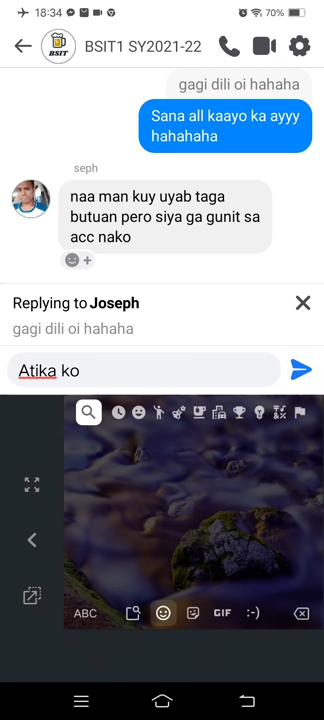 18:34
70%
BSIT
BSIT1 SY2021-22
gagi dili oi hahaha
Sana all kaayo ka ayyy
hahahaha
seph
naa man kuy uyab taga
butuan pero siya ga gunit sa
acc nako
Replying to Joseph
gagi dili oi hahaha
Atika ko
ABC
GIF
:-)